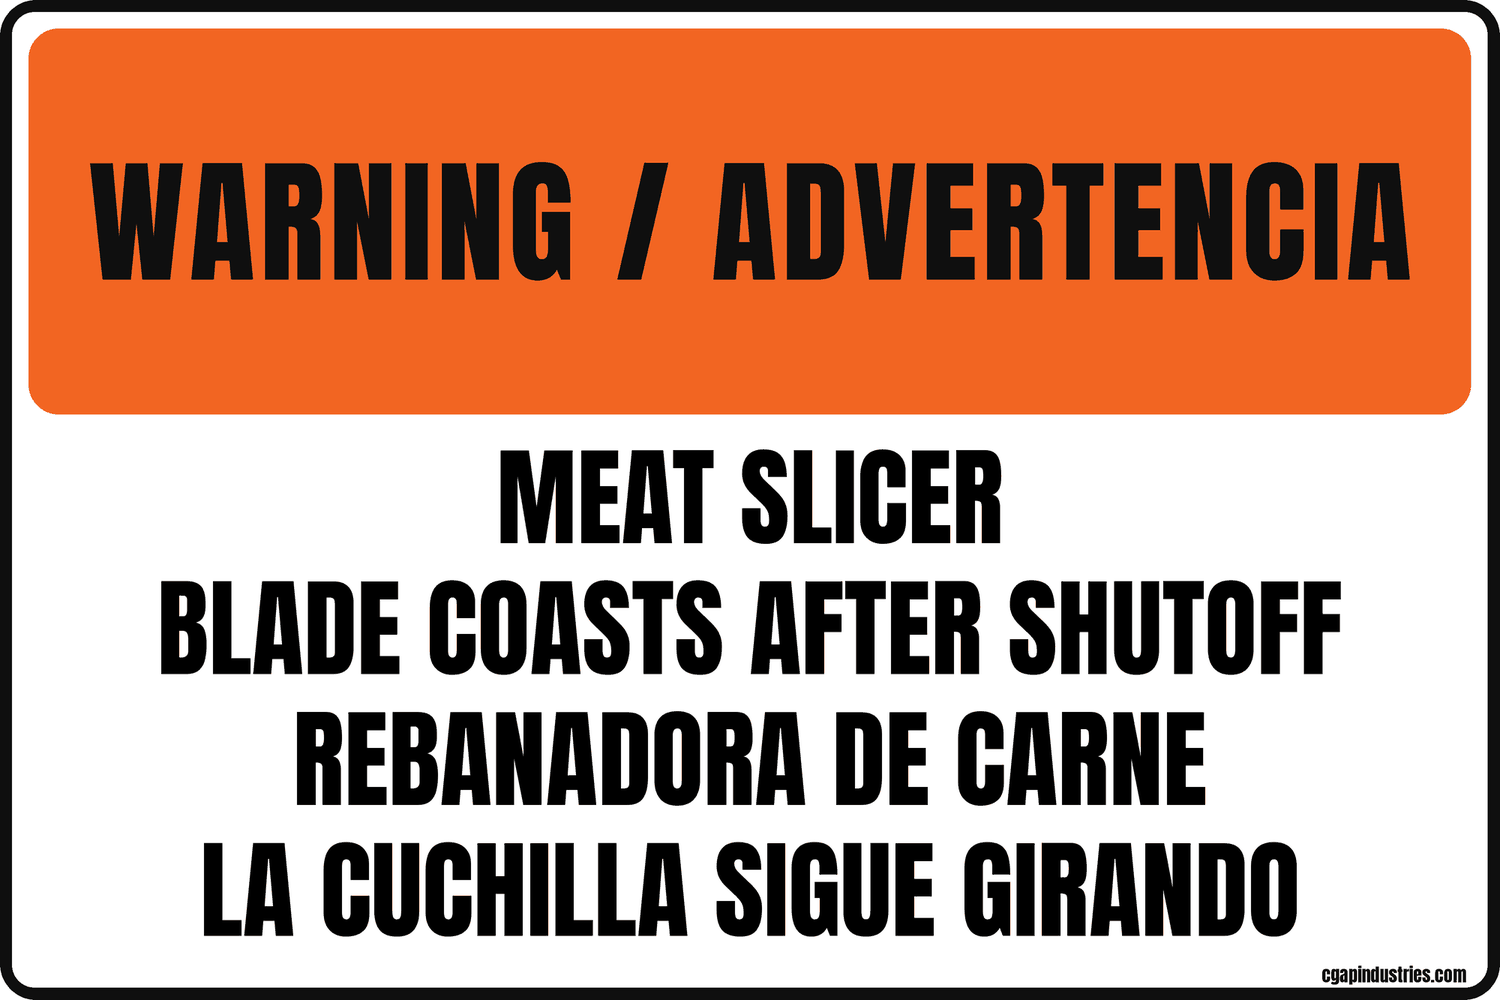 WARNING / ADVERTENCIA
MEAT SLICER
BLADE COASTS AFTER SHUTOFF
REBANADORA DE CARNE
LA CUCHILLA SIGUE GIRANDO
cgapindustries.com